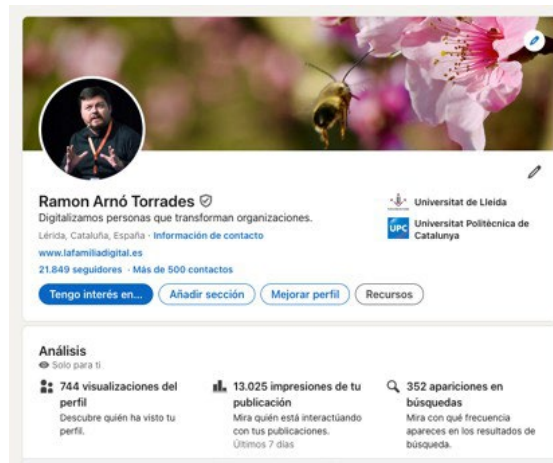 Ramon Arnó Torrades
Digitalizamos personas que transforman organizaciones.
Lérida, Cataluña, España · Información de contacto
www.lafamiliadigital.es
21.849 seguidores · Más de 500 contactos
Universitat de Lleida
UPC
Universitat Politècnica de
Catalunya
Tengo interés en... Añadir sección Mejorar perfil Recursos
Análisis
Solo para ti
744 visualizaciones del
perfil
Descubre quién ha visto tu
perfil.
13.025 impresiones de tu
publicación
Mira quién está interactúando
con tus publicaciones.
Últimos 7 días
352 apariciones en
búsquedas
Mira con qué frecuencia
apareces en los resultados de
búsqueda.